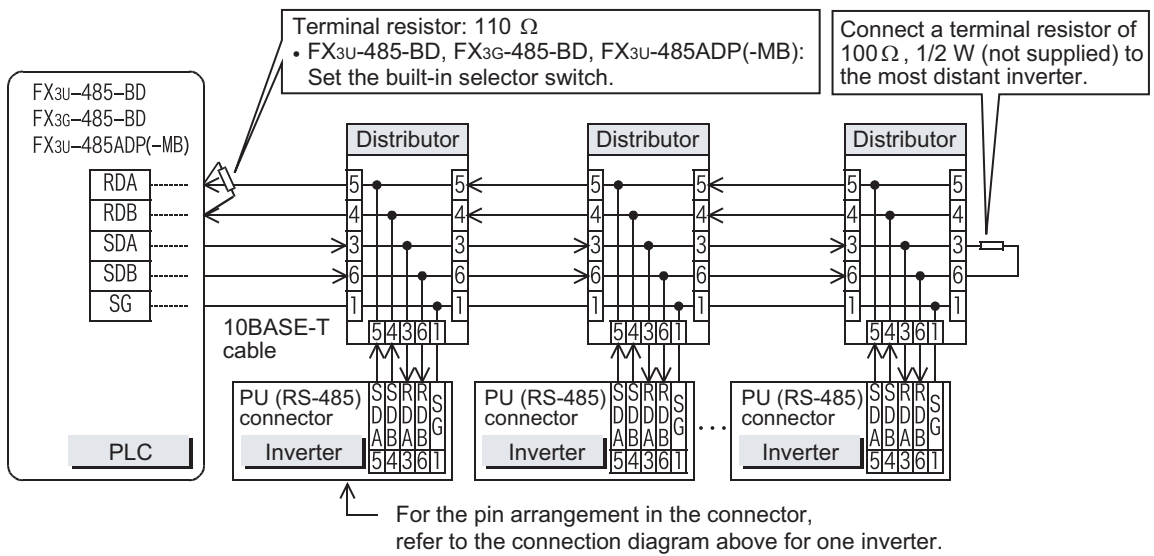 Terminal resistor: 110 Ω
• FX3U-485-BD, FX3G-485-BD, FX3U-485ADP(-MB):
Set the built-in selector switch.
Connect a terminal resistor of
100Ω, 1/2 W (not supplied) to
the most distant inverter.
FX3U-485-BD
FX3G-485-BD
FX3U-485ADP(-MB)
RDA
RDB
SDA
SDB
SG
PLC
10BASE-T
cable
Distributor
5 5
4 4
3 3
6 6
1 1
5 4 3 6 1
Distributor
5 5
4 4
3 3
6 6
1 1
5 4 3 6 1
Distributor
5 5
4 4
3 3
6 6
1 1
5 4 3 6 1
PU (RS-485)
connector
Inverter
SDA SDB RDA RDB SG
5 4 3 6 1
PU (RS-485)
connector
Inverter
SDA SDB RDA RDB SG
5 4 3 6 1
...
PU (RS-485)
connector
Inverter
SDA SDB RDA RDB SG
5 4 3 6 1
For the pin arrangement in the connector,
refer to the connection diagram above for one inverter.